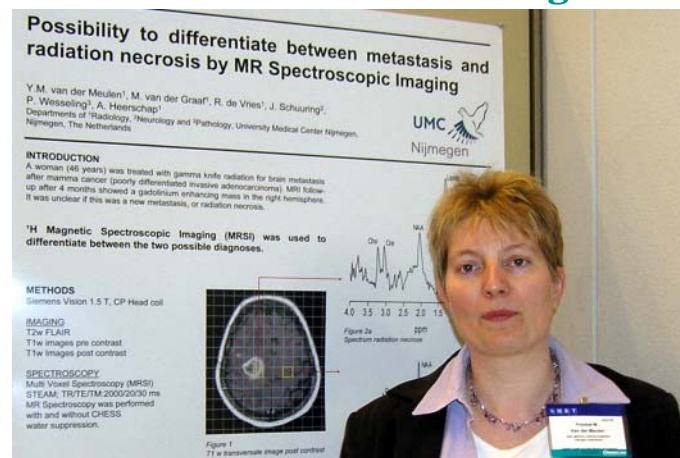 Possibility to differentiate between metastasis and
radiation necrosis by MR Spectroscopic Imaging
Y.M. van der Meulen¹, M. van der Graaf¹, R. de Vries¹, J. Schuuring²,
P. Wesseling³, A. Heerschap¹
Departments of ¹Radiology, ²Neurology and ³Pathology, University Medical Center Nijmegen,
Nijmegen, The Netherlands
UMC
Nijmegen
INTRODUCTION
A woman (46 years) was treated with gamma knife radiation for brain metastasis
after mamma cancer (poorly differentiated invasive adenocarcinoma). MRI follow-
up after 4 months showed a gadolinium enhancing mass in the right hemisphere.
It was unclear if this was a new metastasis, or radiation necrosis.
¹H Magnetic Spectroscopic Imaging (MRSI) was used to
differentiate between the two possible diagnoses.
METHODS
Siemens Vision 1.5 T, CP Head coil
IMAGING
T2w FLAIR
T1w images pre contrast
T1w images post contrast
SPECTROSCOPY
Multi Voxel Spectroscopy (MRSI)
STEAM; TR/TE/TM:2000/20/30 ms
MR Spectroscopy was performed
with and without CHESS
water suppression.
Figure 1
T1 w transversale image post contrast
Cho Cre NAA
4.0 3.5 3.0 2.5 2.0 1.5
ppm
Figure 2a
Spectrum radiation necrose
NAA
Van der Meulen